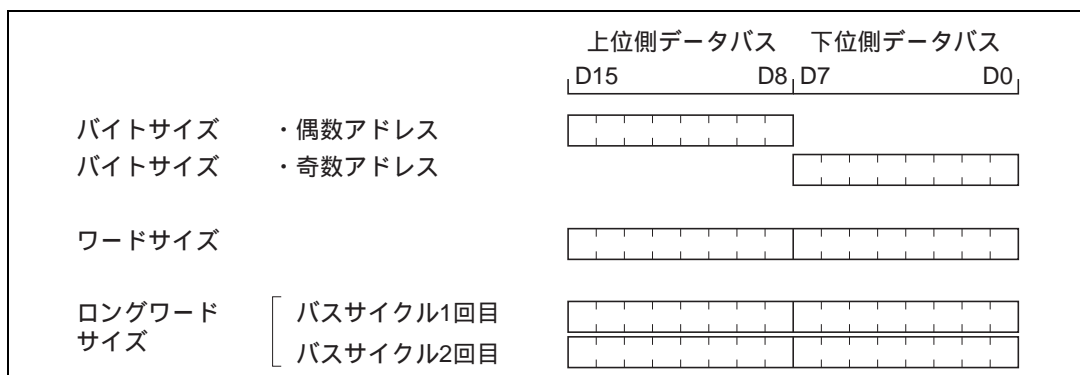 上位側データバス 下位側データバス
D15 D8 D7 D0
バイトサイズ ・偶数アドレス
バイトサイズ ・奇数アドレス
ワードサイズ
ロングワード
サイズ
バスサイクル1回目
バスサイクル2回目